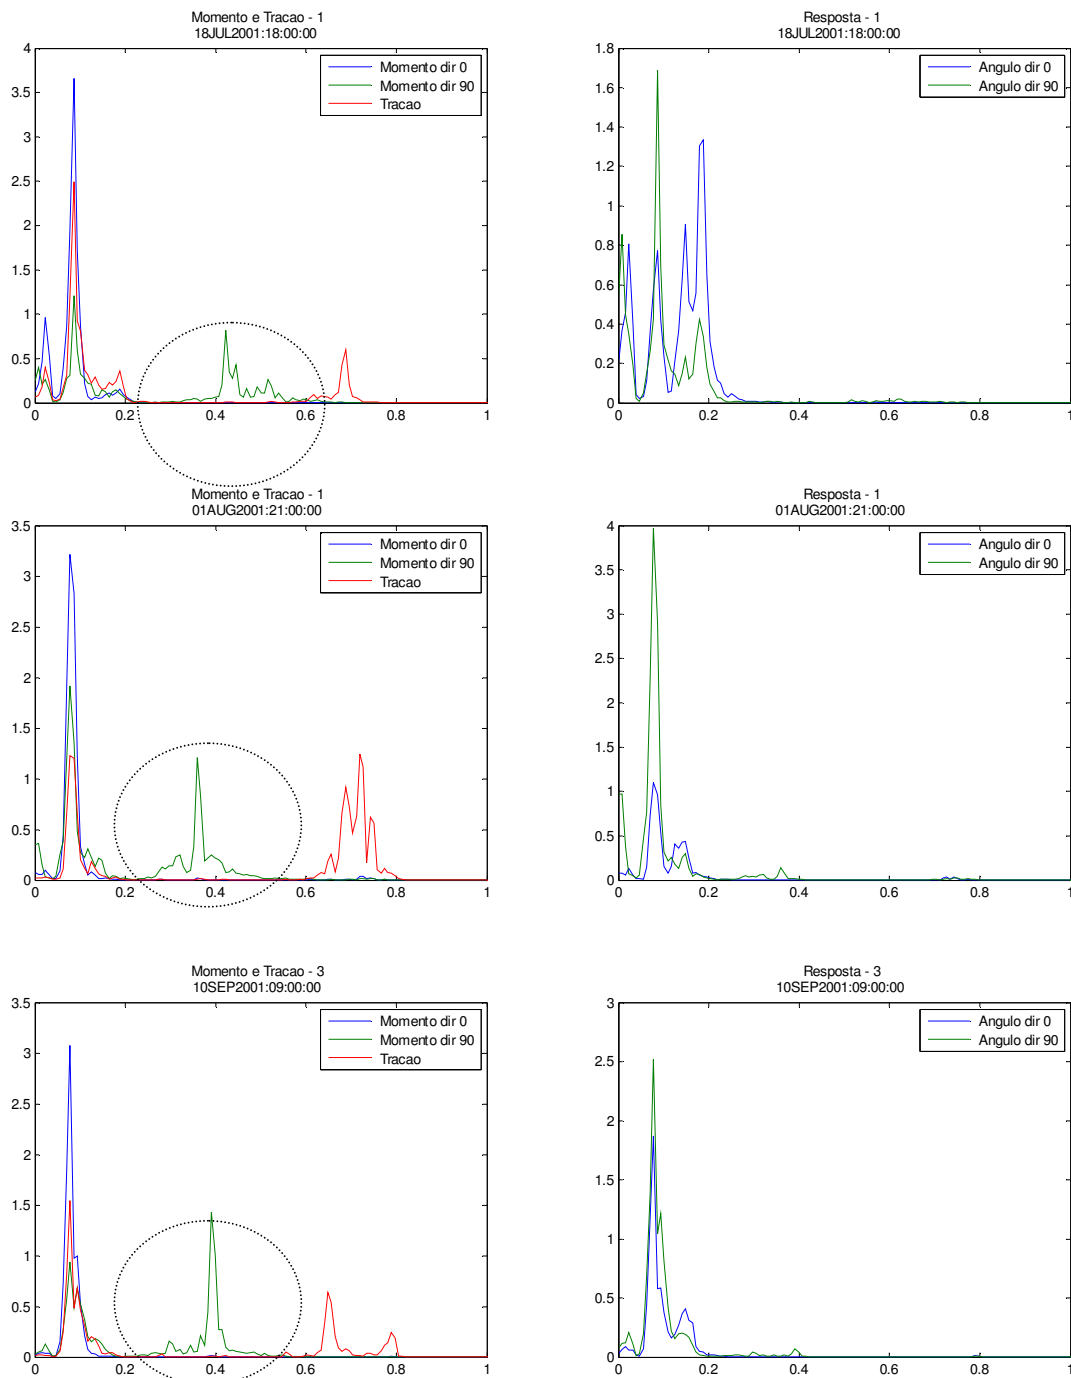 Momento e Tracao - 1
18JUL2001:18:00:00
4
3.5
3
2.5
2
1.5
1
0.5
0
0 0.2 0.4 0.6 0.8 1
Momento dir 0
Momento dir 90
Tracao
Resposta - 1
18JUL2001:18:00:00
1.8
1.6
1.4
1.2
1
0.8
0.6
0.4
0.2
0
0 0.2 0.4 0.6 0.8 1
Angulo dir 0
Angulo dir 90
Momento e Tracao - 1
01AUG2001:21:00:00
3.5
3
2.5
2
1.5
1
0.5
0
0 0.2 0.4 0.6 0.8 1
Momento dir 0
Momento dir 90
Tracao
Resposta - 1
01AUG2001:21:00:00
4
3.5
3
2.5
2
1.5
1
0.5
0
0 0.2 0.4 0.6 0.8 1
Angulo dir 0
Angulo dir 90
Momento e Tracao - 3
10SEP2001:09:00:00
3.5
3
2.5
2
1.5
1
0.5
0
0 0.2 0.4 0.6 0.8 1
Momento dir 0
Momento dir 90
Tracao
Resposta - 3
10SEP2001:09:00:00
3
2.5
2
1.5
1
0.5
0
0 0.2 0.4 0.6 0.8 1
Angulo dir 0
Angulo dir 90